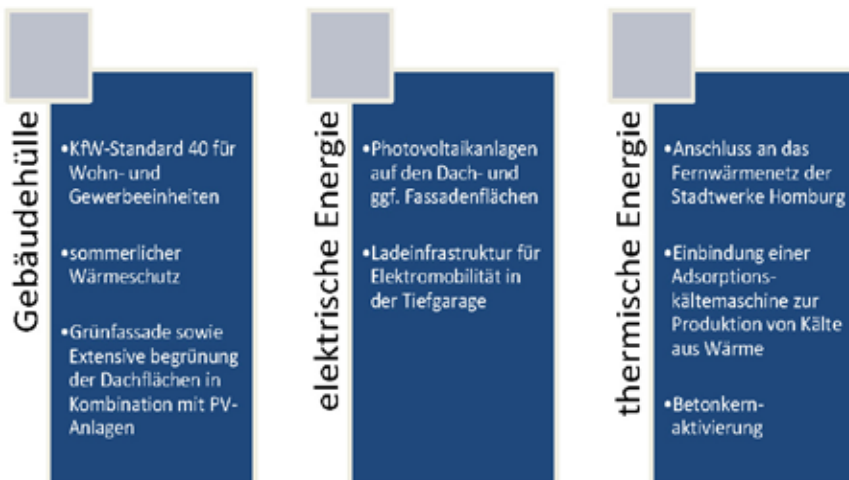 Gebäudehülle
•KfW-Standard 40 für
Wohn- und
Gewerbeeinheiten
•sommerlicher
Wärmeschutz
•Grünfassade sowie
Extensive begrünung
der Dachflächen in
Kombination mit PV-
Anlagen
elektrische Energie
•Photovoltaikanlagen
auf den Dach- und
ggf. Fassadenflächen
•Ladeinfrastruktur für
Elektromobilität in
der Tiefgarage
thermische Energie
•Anschluss an das
Fernwärmenetz der
Stadtwerke Homburg
•Einbindung einer
Adsorptions-
kältemaschine zur
Produktion von Kälte
aus Wärme
•Betonkern-
aktivierung